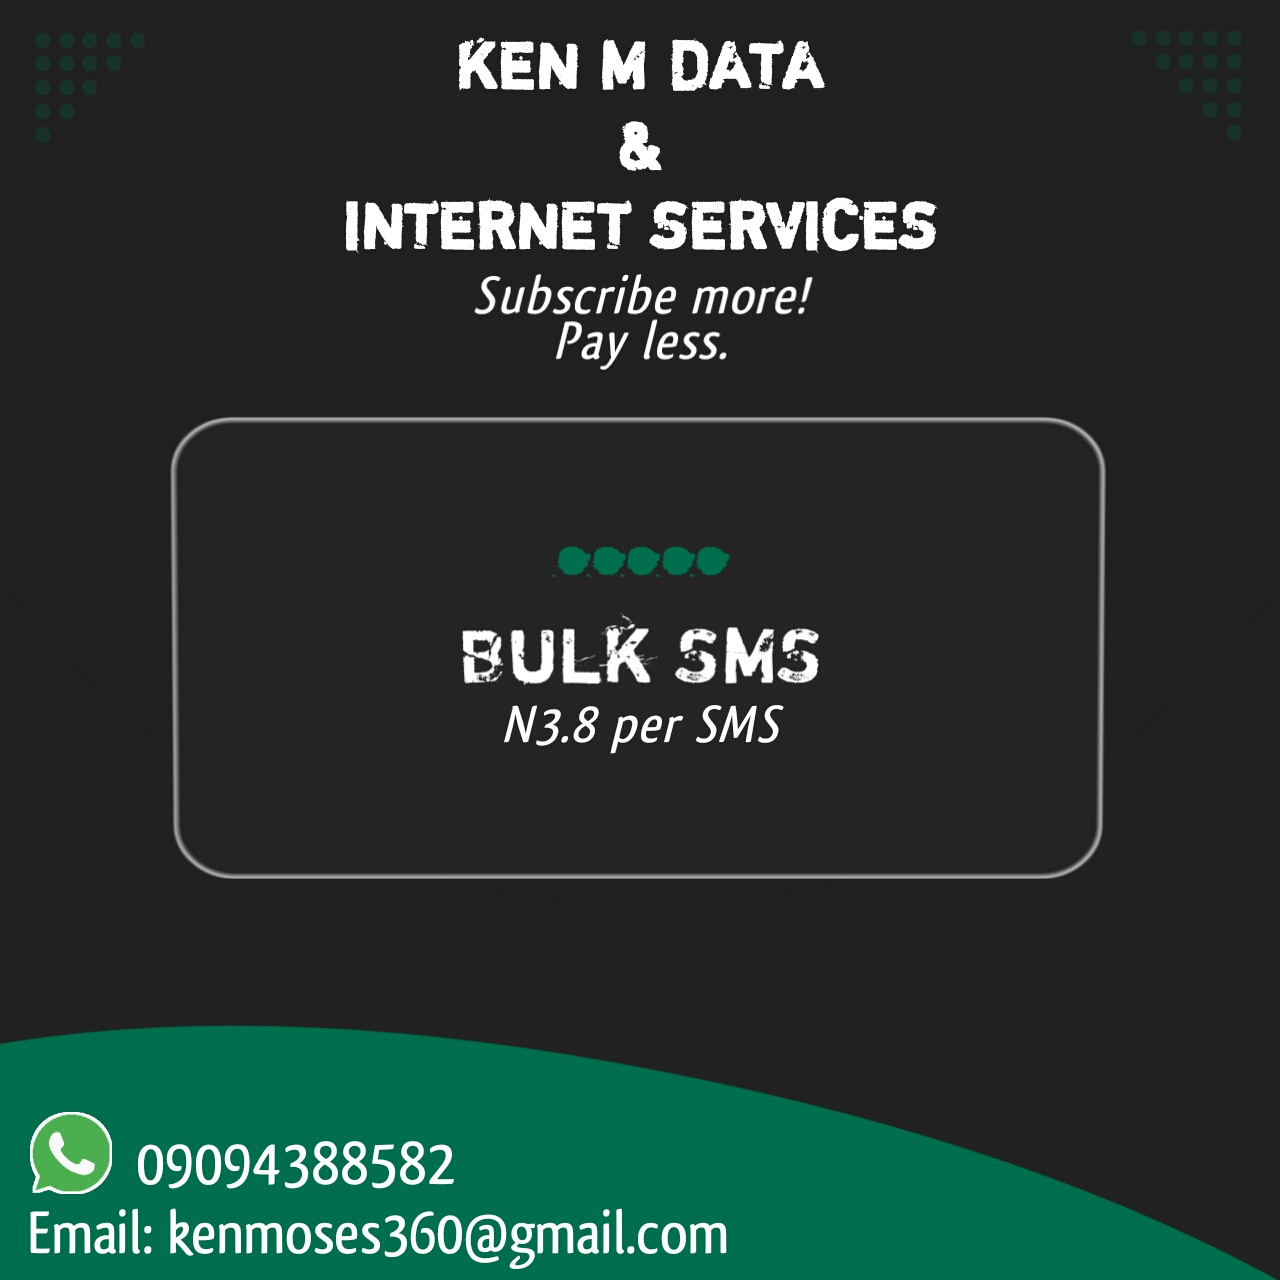 KEN M DATA
&
INTERNET SERVICES
Subscribe more!
Pay less.
BULK SMS
N3.8 per SMS
09094388582
Email: kenmoses360@gmail.com